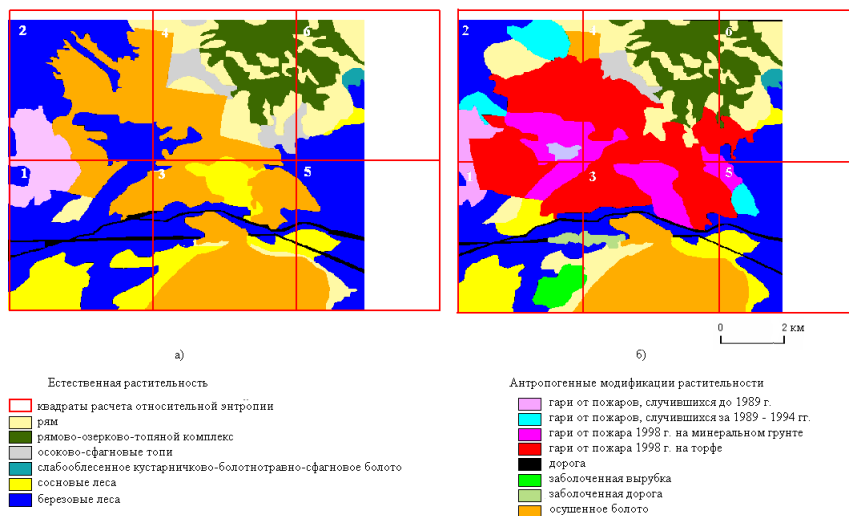 2 4 6
1 3 5
2 4 6
1 3 5
0 2 км
а) б)
Естественная растительность
квадраты расчета относительной энтропии
рям
рямово-озерково-топяной комплекс
осоково-сфагновые топи
слабооблесенное кустарничково-болотнотравно-сфагновое болото
сосновые леса
березовые леса
Антропогенные модификации растительности
гари от пожаров, случившихся до 1989 г.
гари от пожаров, случившихся за 1989 - 1994 гг.
гари от пожара 1998 г. на минеральном грунте
гари от пожара 1998 г. на торфе
дорога
заболоченная вырубка
заболоченная дорога
осушенное болото